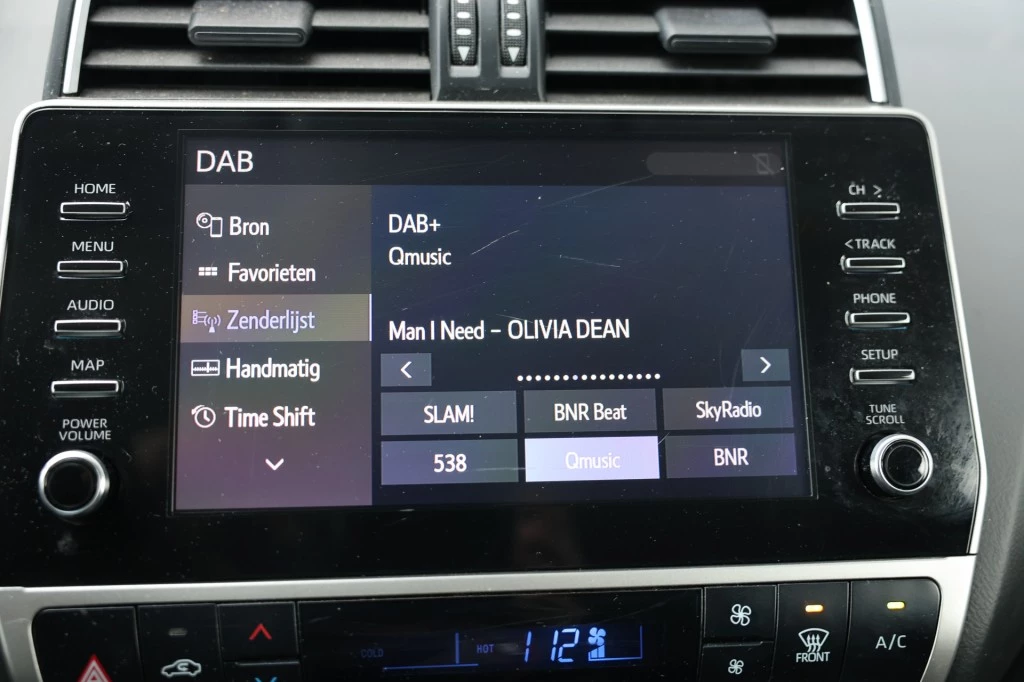 DAB
HOME
MENU
AUDIO
MAP
POWER
VOLUME
Bron
Favorieten
Zenderlijst
Handmatig
Time Shift
DAB+
Qmusic
Man I Need – OLIVIA DEAN
< >
SLAM! BNR Beat SkyRadio
538 Qmusic BNR
CH >
< TRACK
PHONE
SETUP
TUNE
SCROLL
COLD HOT 112
FRONT
A/C